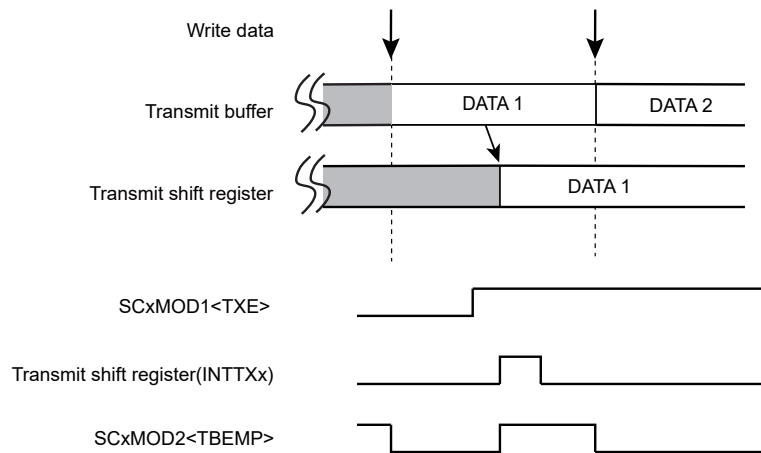 Write data
Transmit buffer
DATA 1
DATA 2
Transmit shift register
DATA 1
SCxMOD1<TXE>
Transmit shift register(INTTXx)
SCxMOD2<TBEMP>